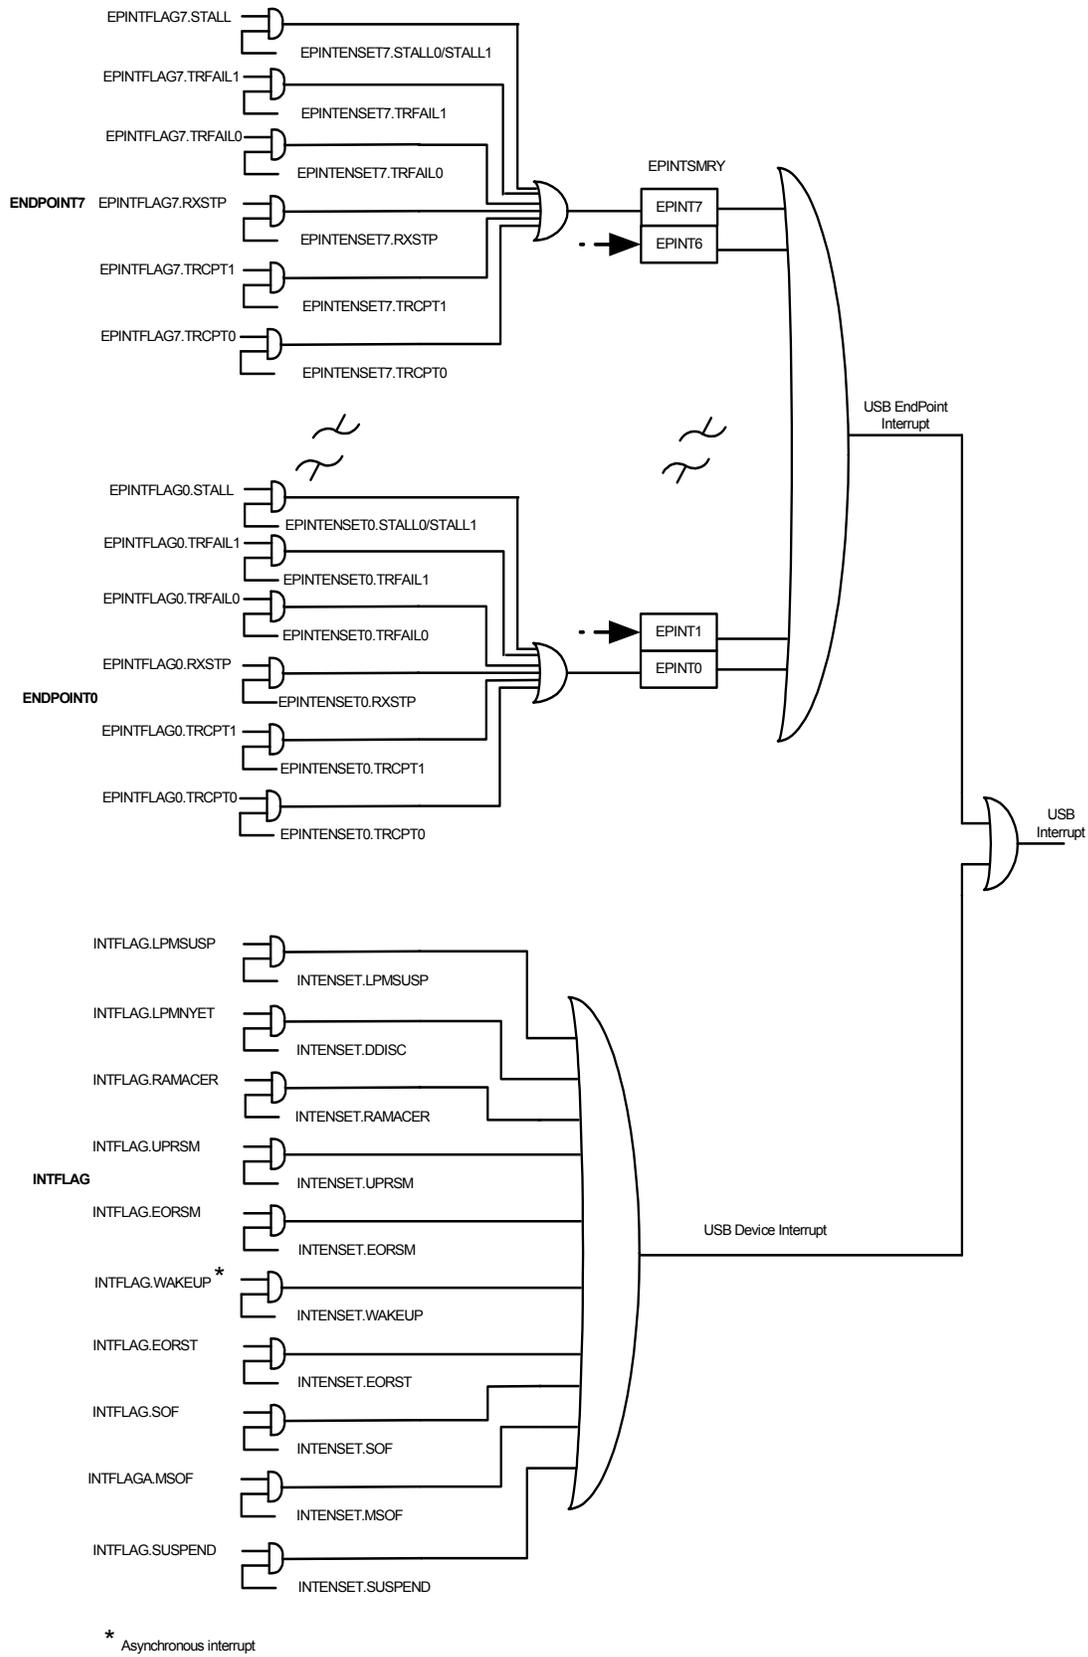 EPINTFLAG7.STALL
EPINTENSET7.STALL0/STALL1
EPINTFLAG7.TRFAIL1
EPINTENSET7.TRFAIL1
EPINTFLAG7.TRFAIL0
EPINTENSET7.TRFAIL0
ENDPOINT7
EPINTFLAG7.RXSTP
EPINTENSET7.RXSTP
EPINTFLAG7.TRCPT1
EPINTENSET7.TRCPT1
EPINTFLAG7.TRCPT0
EPINTENSET7.TRCPT0
EPINTSMRY
EPINT7
EPINT6
USB EndPoint
Interrupt
EPINTFLAG0.STALL
EPINTENSET0.STALL0/STALL1
EPINTFLAG0.TRFAIL1
EPINTENSET0.TRFAIL1
EPINTFLAG0.TRFAIL0
EPINTENSET0.TRFAIL0
EPINTFLAG0.RXSTP
ENDPOINT0
EPINTENSET0.RXSTP
EPINTFLAG0.TRCPT1
EPINTENSET0.TRCPT1
EPINTFLAG0.TRCPT0
EPINTENSET0.TRCPT0
EPINT1
EPINT0
USB
Interrupt
INTFLAG.LPMSUSP
INTENSET.LPMSUSP
INTFLAG.LPMNYET
INTENSET.DDISC
INTFLAG.RAMACER
INTENSET.RAMACER
INTFLAG.UPRSM
INTFLAG
INTENSET.UPRSM
INTFLAG.EORSM
INTENSET.EORSM
USB Device Interrupt
INTFLAG.WAKEUP *
INTENSET.WAKEUP
INTFLAG.EORST
INTENSET.EORST
INTFLAG.SOF
INTENSET.SOF
INTFLAGA.MSOF
INTENSET.MSOF
INTFLAG.SUSPEND
INTENSET.SUSPEND
* Asynchronous interrupt